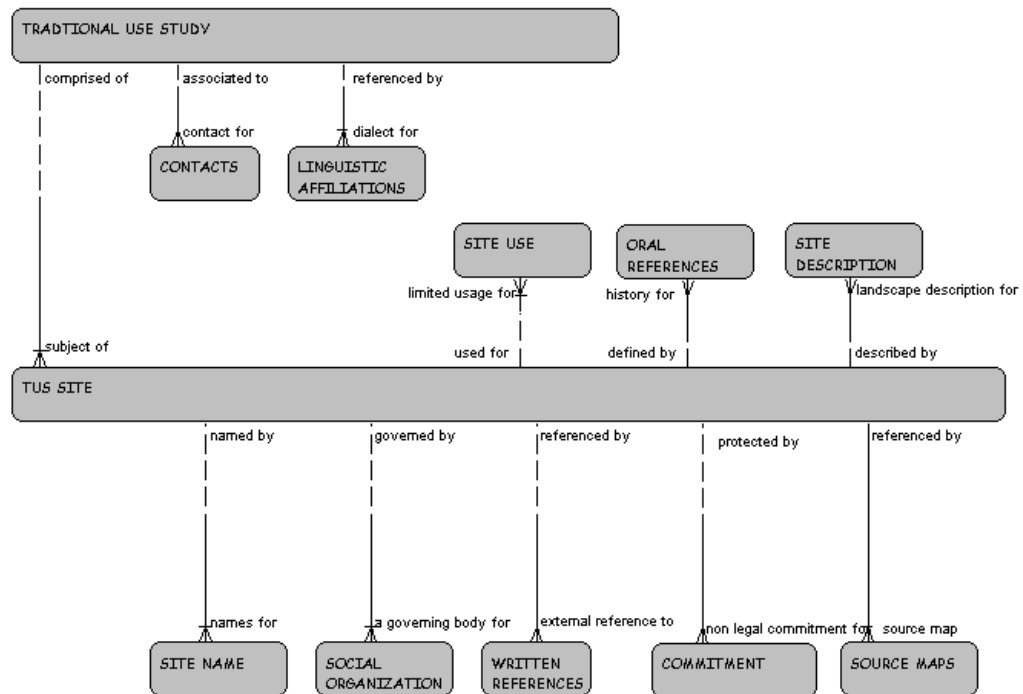 TRADTIONAL USE STUDY
comprised of
associated to
referenced by
contact for
dialect for
CONTACTS
LINGUISTIC
AFFILIATIONS
SITE USE
ORAL
REFERENCES
SITE
DESCRIPTION
limited usage for
history for
landscape description for
subject of
used for
defined by
described by
TUS SITE
named by
governed by
referenced by
protected by
referenced by
names for
a governing body for
external reference to
non legal commitment for
source map
SITE NAME
SOCIAL
ORGANIZATION
WRITTEN
REFERENCES
COMMITMENT
SOURCE MAPS